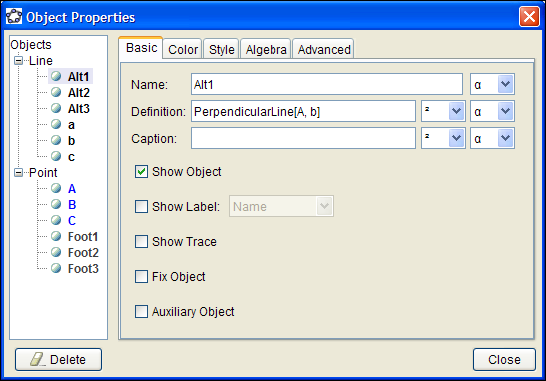 Object Properties
Objects
Line
Alt1
Alt2
Alt3
a
b
c
Point
A
B
C
Foot1
Foot2
Foot3
Basic Color Style Algebra Advanced
Name: Alt1 α
Definition: PerpendicularLine[A, b] ² α
Caption: ² α
Show Object
Show Label: Name
Show Trace
Fix Object
Auxiliary Object
Delete Close